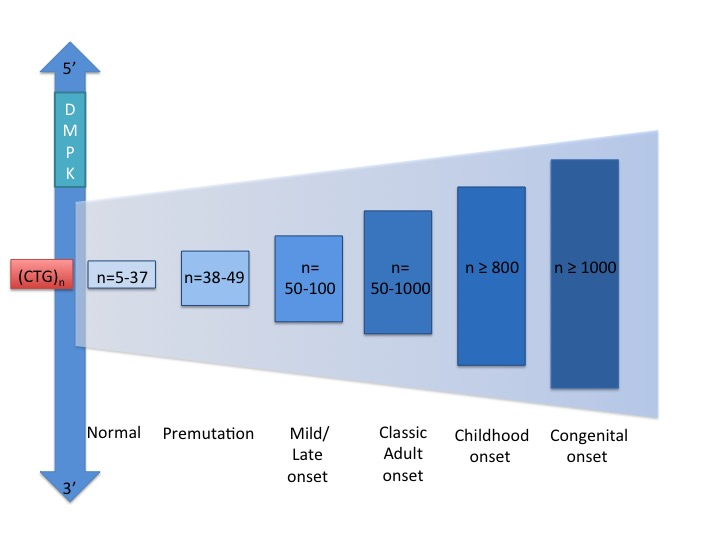 5’
D
M
P
K
(CTG)n
n=5-37
n=38-49
n=
50-100
n=
50-1000
n ≥ 800
n ≥ 1000
Normal
Premutation
Mild/
Late
onset
Classic
Adult
onset
Childhood
onset
Congenital
onset
3’